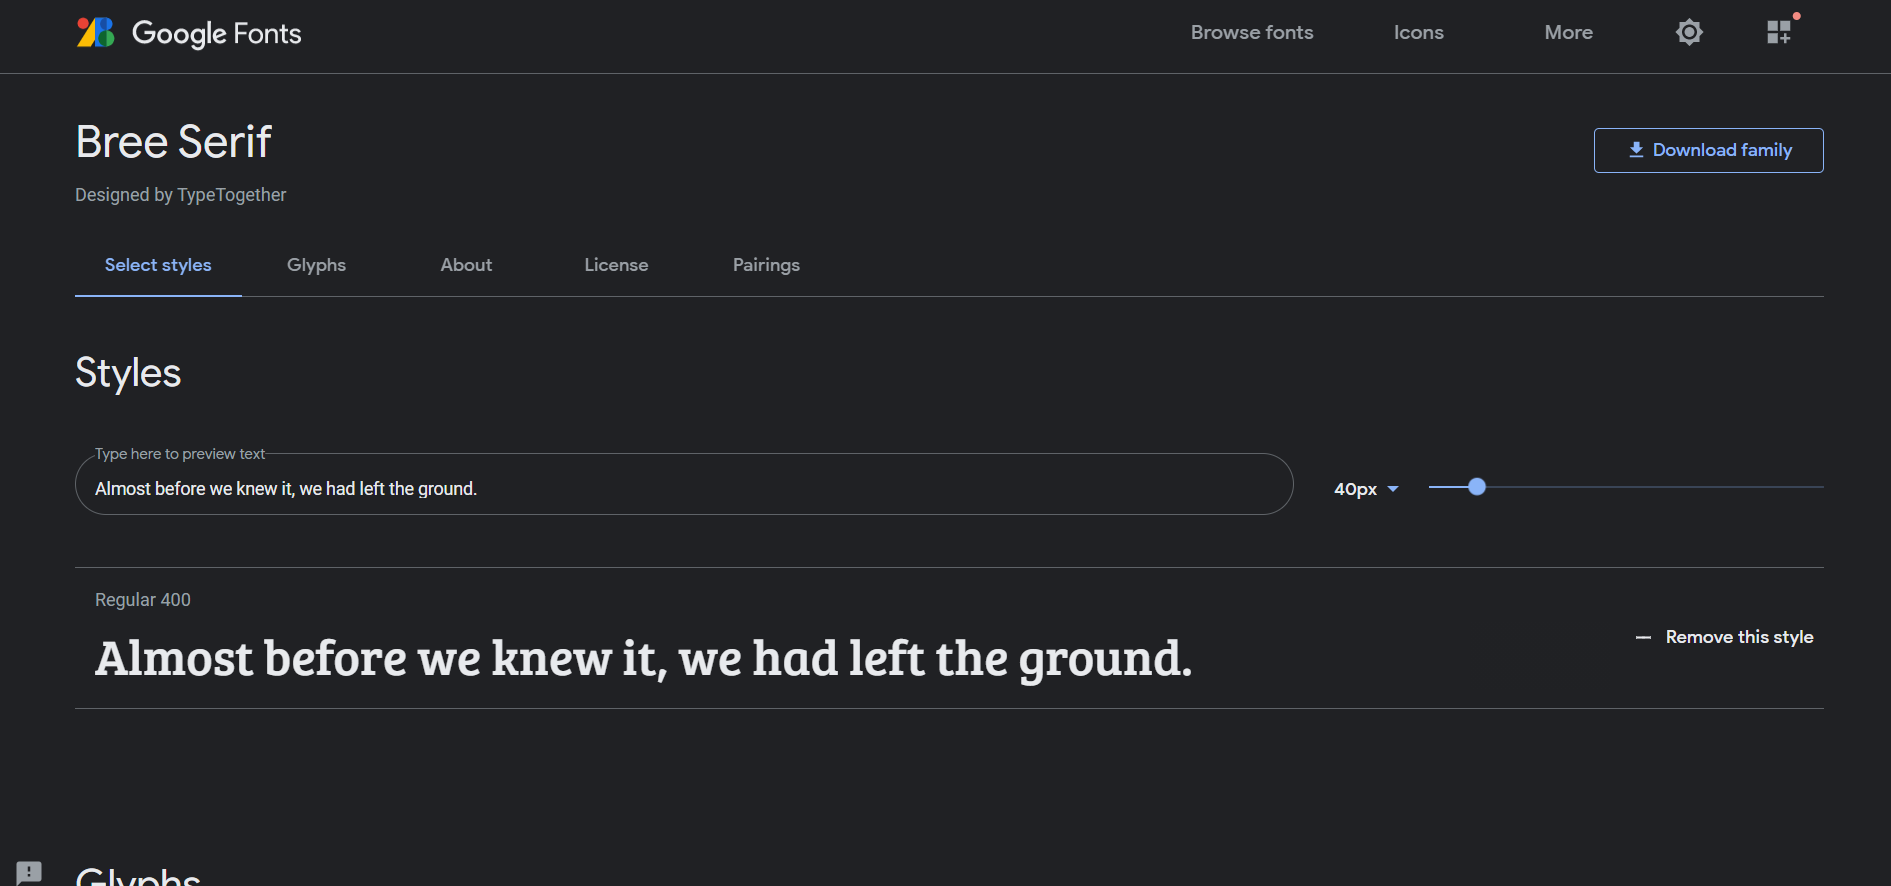 Google Fonts
Browse fonts
Icons
More
Bree Serif
Download family
Designed by TypeTogether
Select styles
Glyphs
About
License
Pairings
Styles
Type here to preview text
Almost before we knew it, we had left the ground.
40px
Regular 400
Almost before we knew it, we had left the ground.
Remove this style
Glyphs